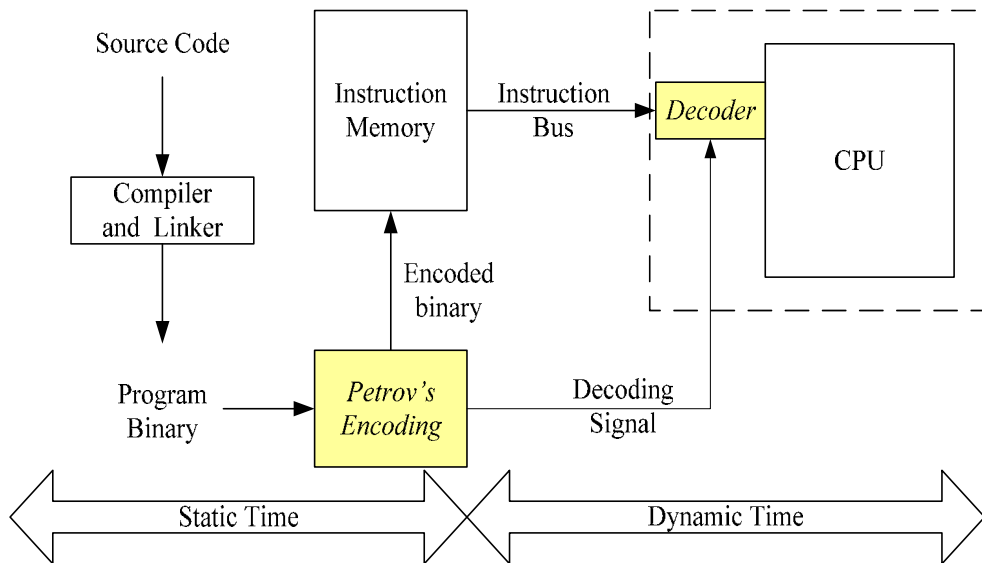 Source Code
Compiler
and Linker
Program
Binary
Instruction
Memory
Encoded
binary
Petrov's
Encoding
Instruction
Bus
Decoder
CPU
Decoding
Signal
Static Time
Dynamic Time